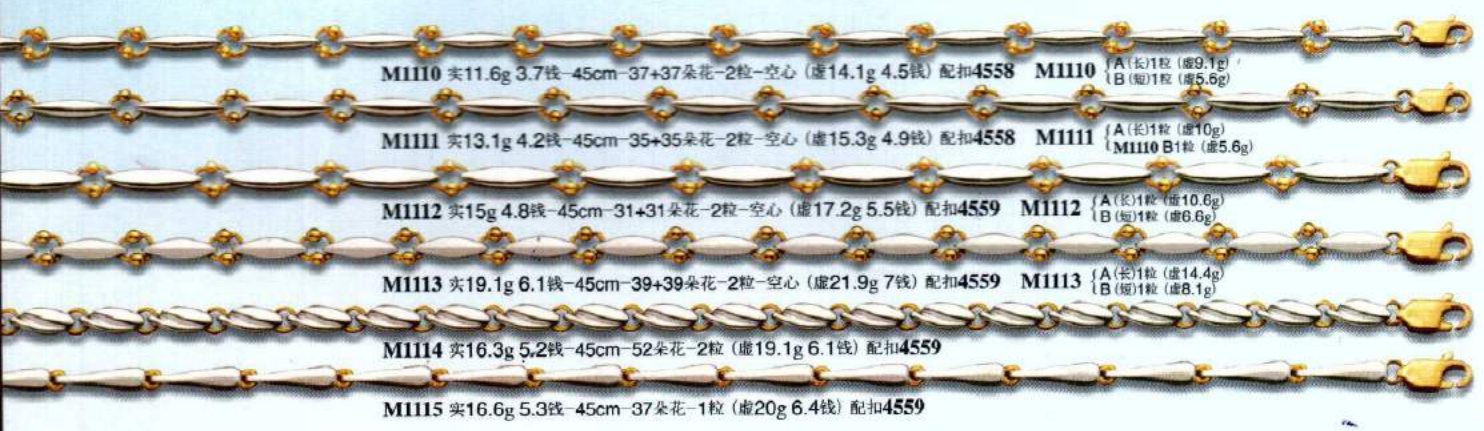 M1110 实11.6g 3.7钱-45cm-37+37朵花-2粒-空心 (虚14.1g 4.5钱) 配扣4558 M1110 {A(长)1粒 (虚9.1g)
{B(短)1粒 (虚5.6g)
M1111 实13.1g 4.2钱-45cm-35+35朵花-2粒-空心 (虚15.3g 4.9钱) 配扣4558 M1111 {A(长)1粒 (虚10g)
{M1110 B1粒 (虚5.6g)
M1112 实15g 4.8钱-45cm-31+31朵花-2粒-空心 (虚17.2g 5.5钱) 配扣4559 M1112 {A(长)1粒 (虚10.6g)
{B(短)1粒 (虚6.6g)
M1113 实19.1g 6.1钱-45cm-39+39朵花-2粒-空心 (虚21.9g 7钱) 配扣4559 M1113 {A(长)1粒 (虚14.4g)
{B(短)1粒 (虚8.1g)
M1114 实16.3g 5.2钱-45cm-52朵花-2粒 (虚19.1g 6.1钱) 配扣4559
M1115 实16.6g 5.3钱-45cm-37朵花-1粒 (虚20g 6.4钱) 配扣4559